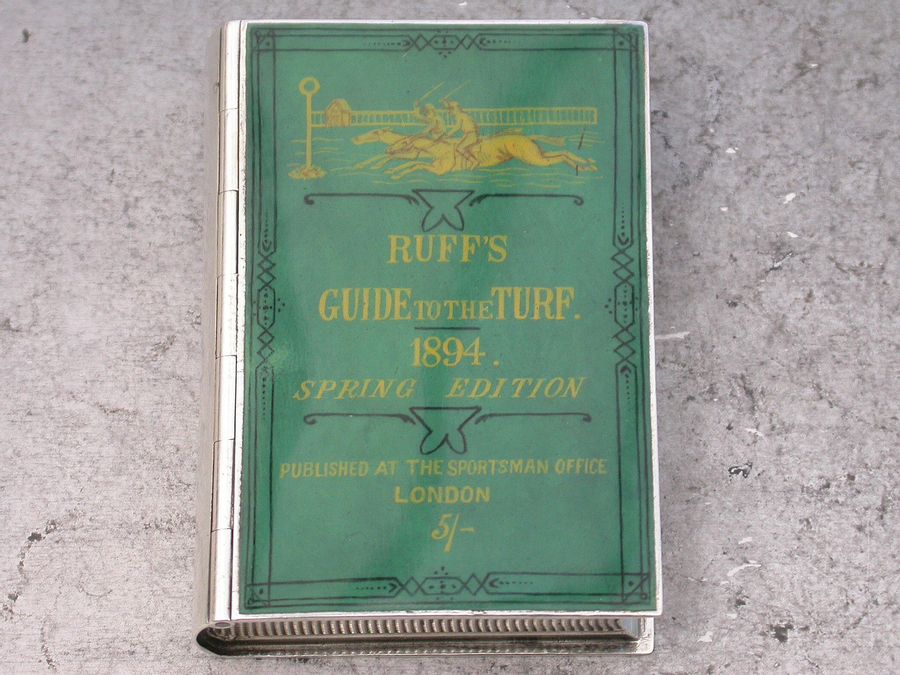 RUFF'S
GUIDE TO THE TURF.
1894.
SPRING EDITION
PUBLISHED AT THE SPORTSMAN OFFICE
LONDON
5/-